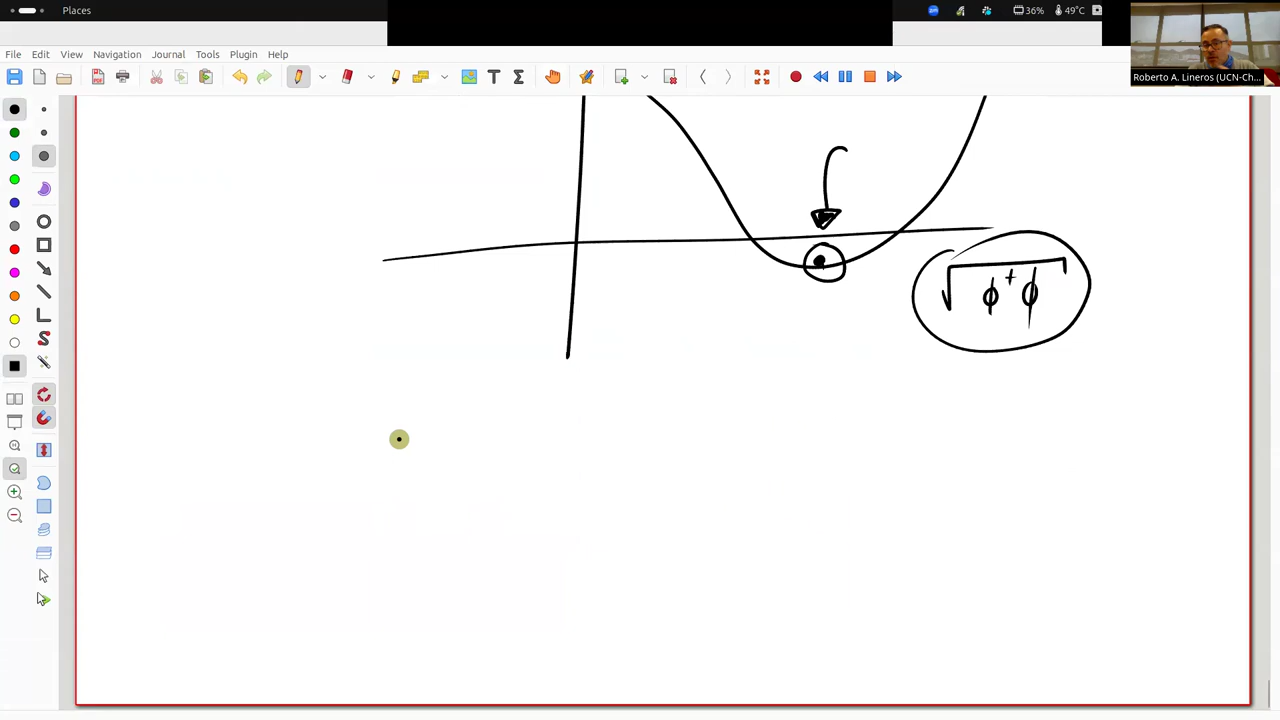 Places
36%
49°C
File Edit View Navigation Journal Tools Plugin Help
Roberto A. Lineros (UCN-Ch...
√ϕ⁺ϕ